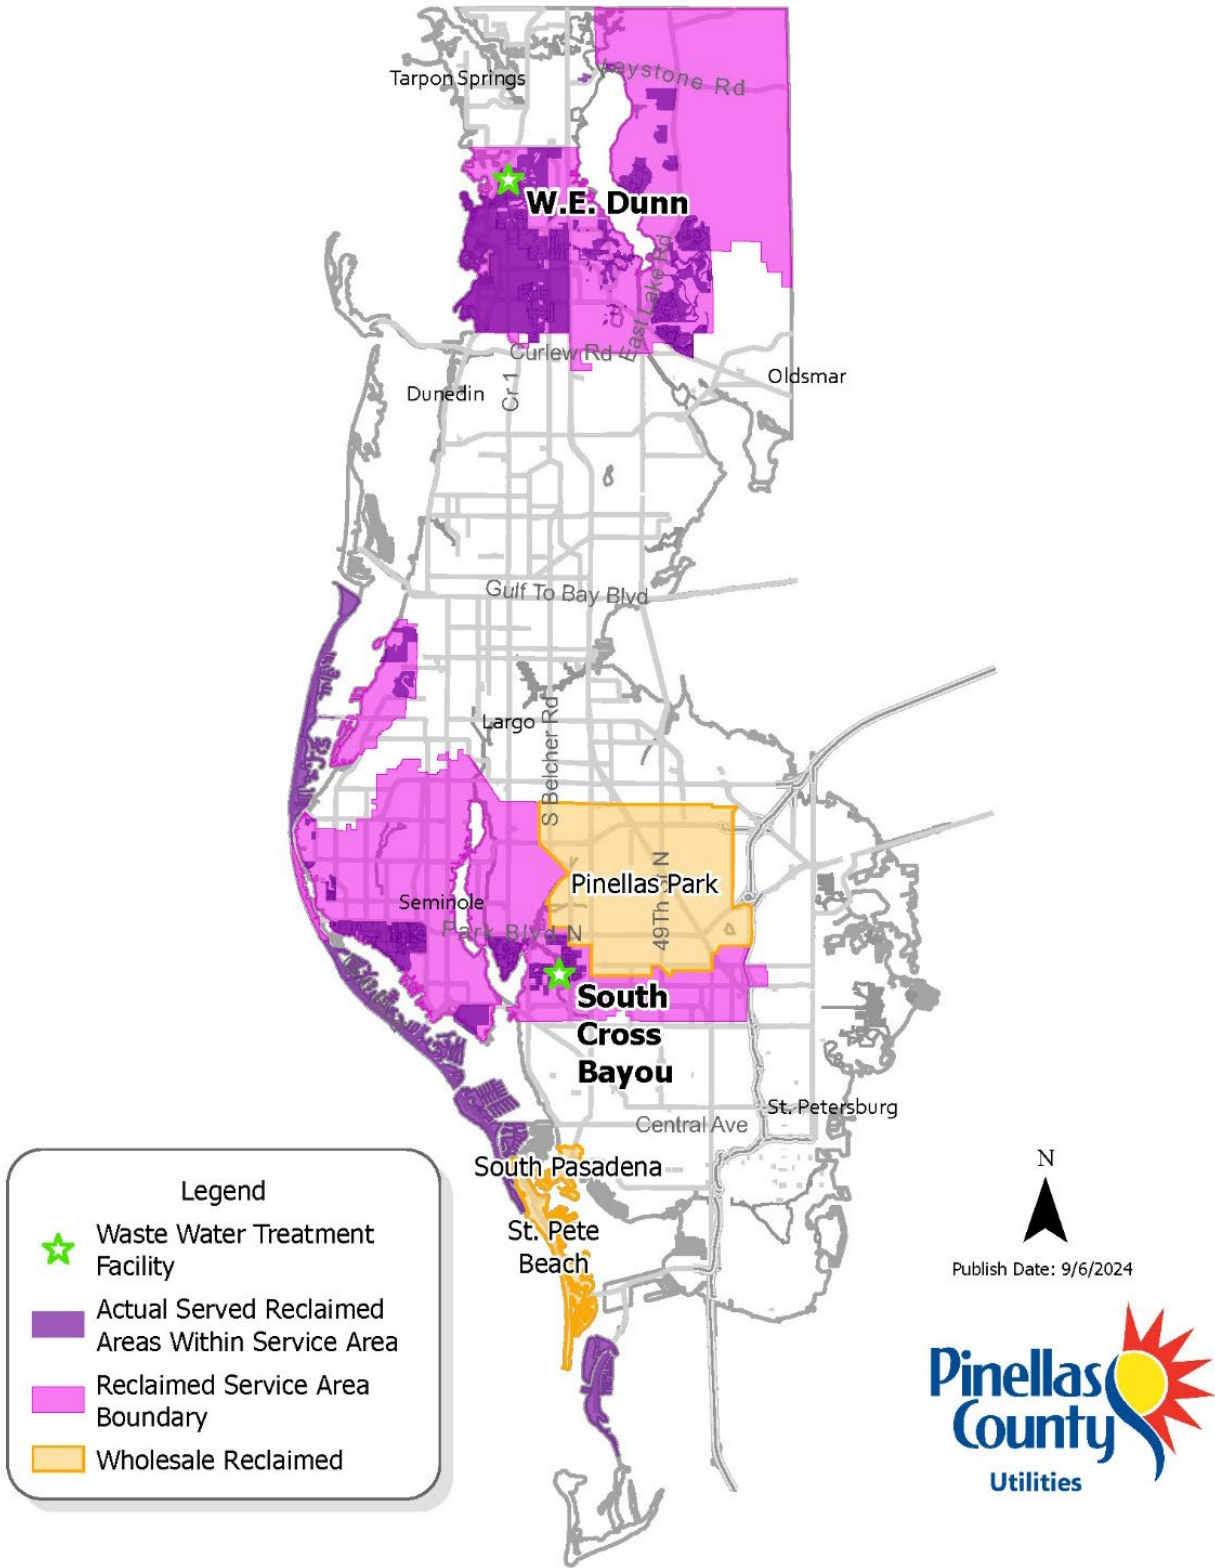 Tarpon Springs
Keystone Rd
W.E. Dunn
East Lake Rd
Curlew Rd
Oldsmar
Dunedin
Cr 1
Gulf To Bay Blvd
Largo
S Belcher Rd
Pinellas Park
49Th St N
Seminole
Park Blvd N
South
Cross
Bayou
St. Petersburg
Central Ave
South Pasadena
St. Pete
Beach
Legend
Waste Water Treatment
Facility
Actual Served Reclaimed
Areas Within Service Area
Reclaimed Service Area
Boundary
Wholesale Reclaimed
N
Publish Date: 9/6/2024
Pinellas
County
Utilities